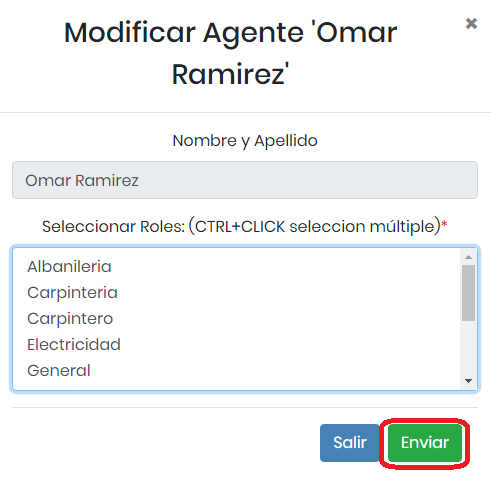 Modificar Agente 'Omar
Ramirez'
×
Nombre y Apellido
Omar Ramirez
Seleccionar Roles: (CTRL+CLICK seleccion múltiple)*
Albanileria
Carpinteria
Carpintero
Electricidad
General
Salir
Enviar